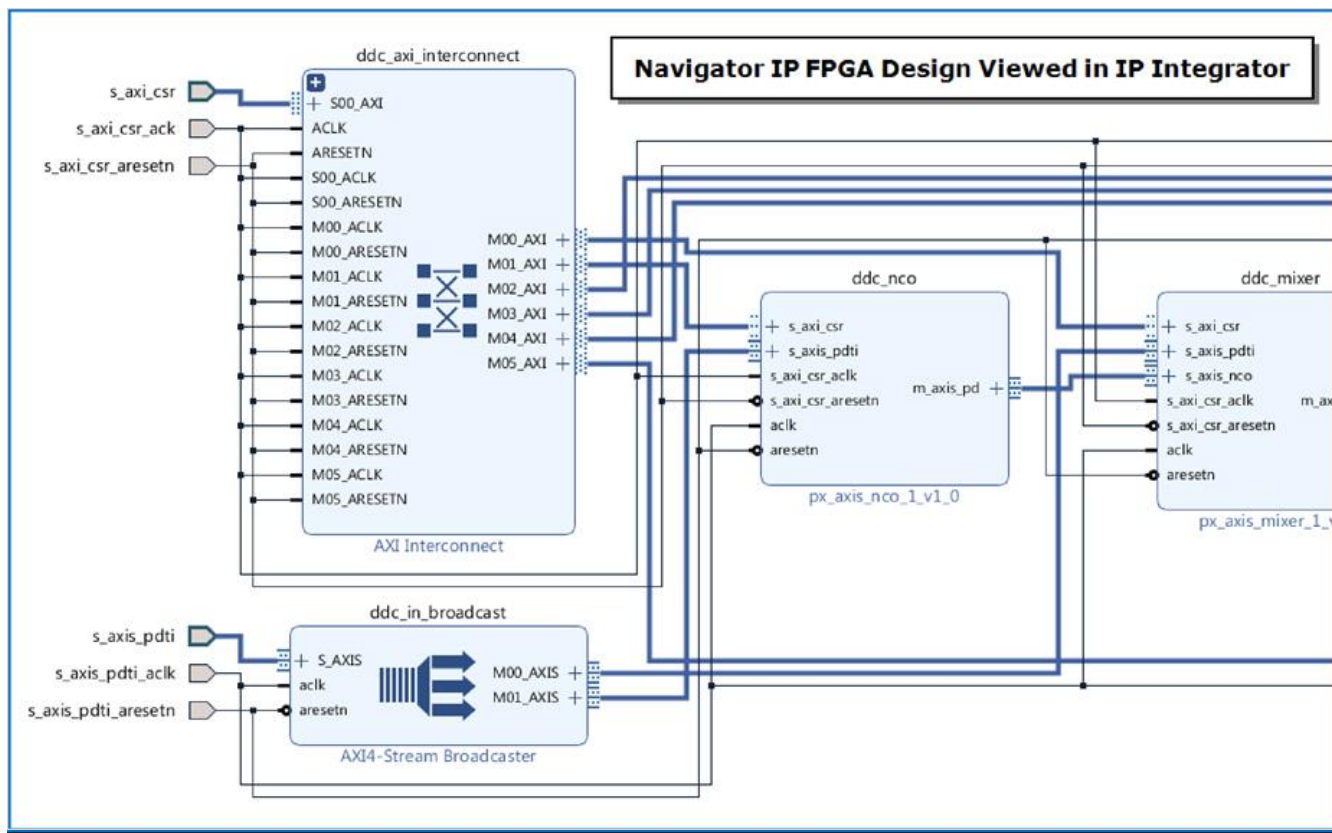 Navigator IP FPGA Design Viewed in IP Integrator
ddc_axi_interconnect
s_axi_csr
s_axi_csr_ack
s_axi_csr_aresetn
S00_AXI
ACLK
ARESETN
S00_ACLK
S00_ARESETN
M00_ACLK
M00_ARESETN
M01_ACLK
M01_ARESETN
M02_ACLK
M02_ARESETN
M03_ACLK
M03_ARESETN
M04_ACLK
M04_ARESETN
M05_ACLK
M05_ARESETN
M00_AXI
M01_AXI
M02_AXI
M03_AXI
M04_AXI
M05_AXI
AXI Interconnect
ddc_nco
s_axi_csr
s_axis_pdti
s_axi_csr_aclk
s_axi_csr_aresetn
aclk
aresetn
m_axis_pd
px_axis_nco_1_v1_0
ddc_mixer
s_axi_csr
s_axis_pdti
s_axis_nco
s_axi_csr_aclk
s_axi_csr_aresetn
aclk
aresetn
m_ax
px_axis_mixer_1_v
ddc_in_broadcast
s_axis_pdti
s_axis_pdti_aclk
s_axis_pdti_aresetn
S_AXIS
aclk
aresetn
M00_AXIS
M01_AXIS
AXI4-Stream Broadcaster